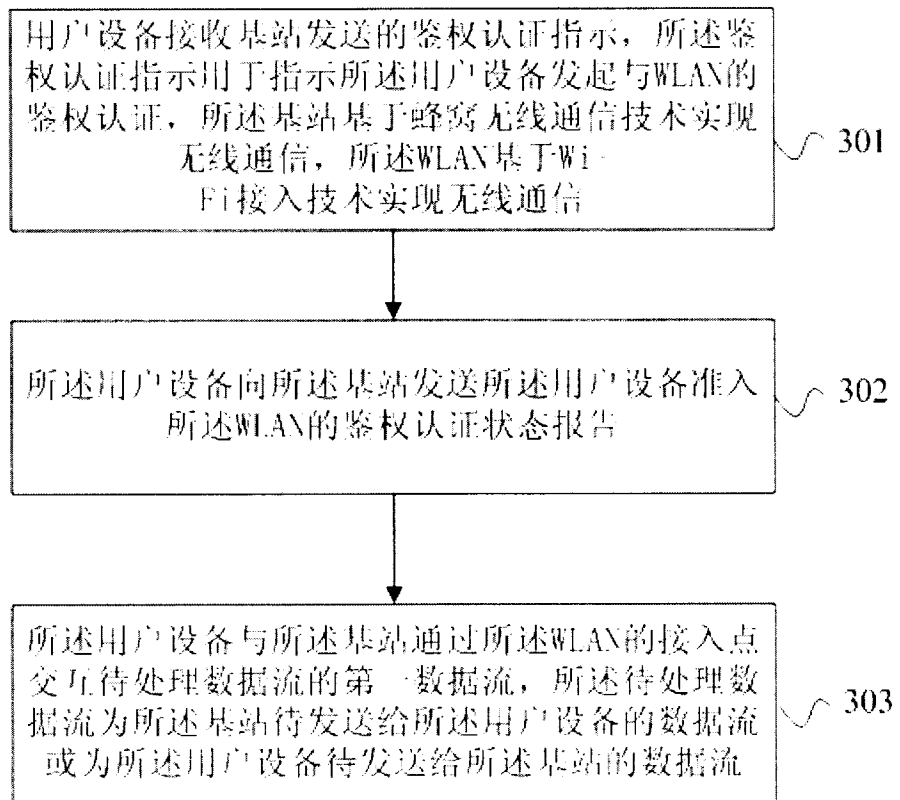 用户设备接收基站发送的鉴权认证指示，所述鉴
权认证指示用于指示所述用户设备发起与WLAN的
鉴权认证，所述基站基于蜂窝无线通信技术实现
无线通信，所述WLAN基于Wi-
Fi接入技术实现无线通信
301
所述用户设备向所述基站发送所述用户设备准入
所述WLAN的鉴权认证状态报告
302
所述用户设备与所述基站通过所述WLAN的接入点
交互待处理数据流的第一数据流，所述待处理数
据流为所述基站待发送给所述用户设备的数据流
或为所述用户设备待发送给所述基站的数据流
303